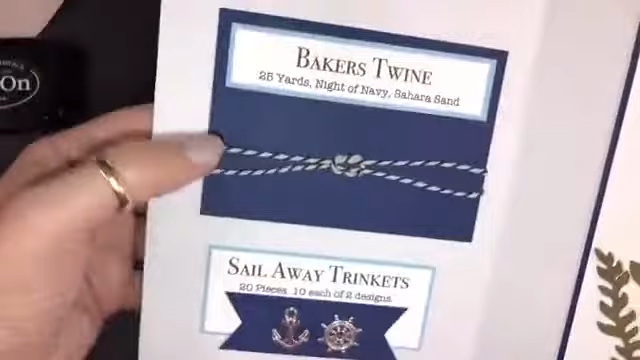 On
BAKERS TWINE
25 Yards, Night of Navy, Sahara Sand
SAIL AWAY TRINKETS
20 Pieces 10 each of 2 designs